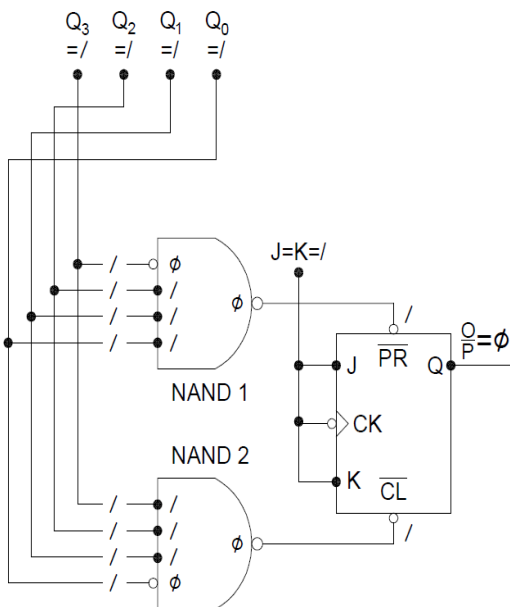 Q3 Q2 Q1 Q0
=/ =/ =/ =/
J=K=/
/ ø
/ /
/ ø /
/ /
NAND 1
/
J PR Q O/P=ø
CK
K CL
/
NAND 2
/ /
/ /
/ ø /
/ ø